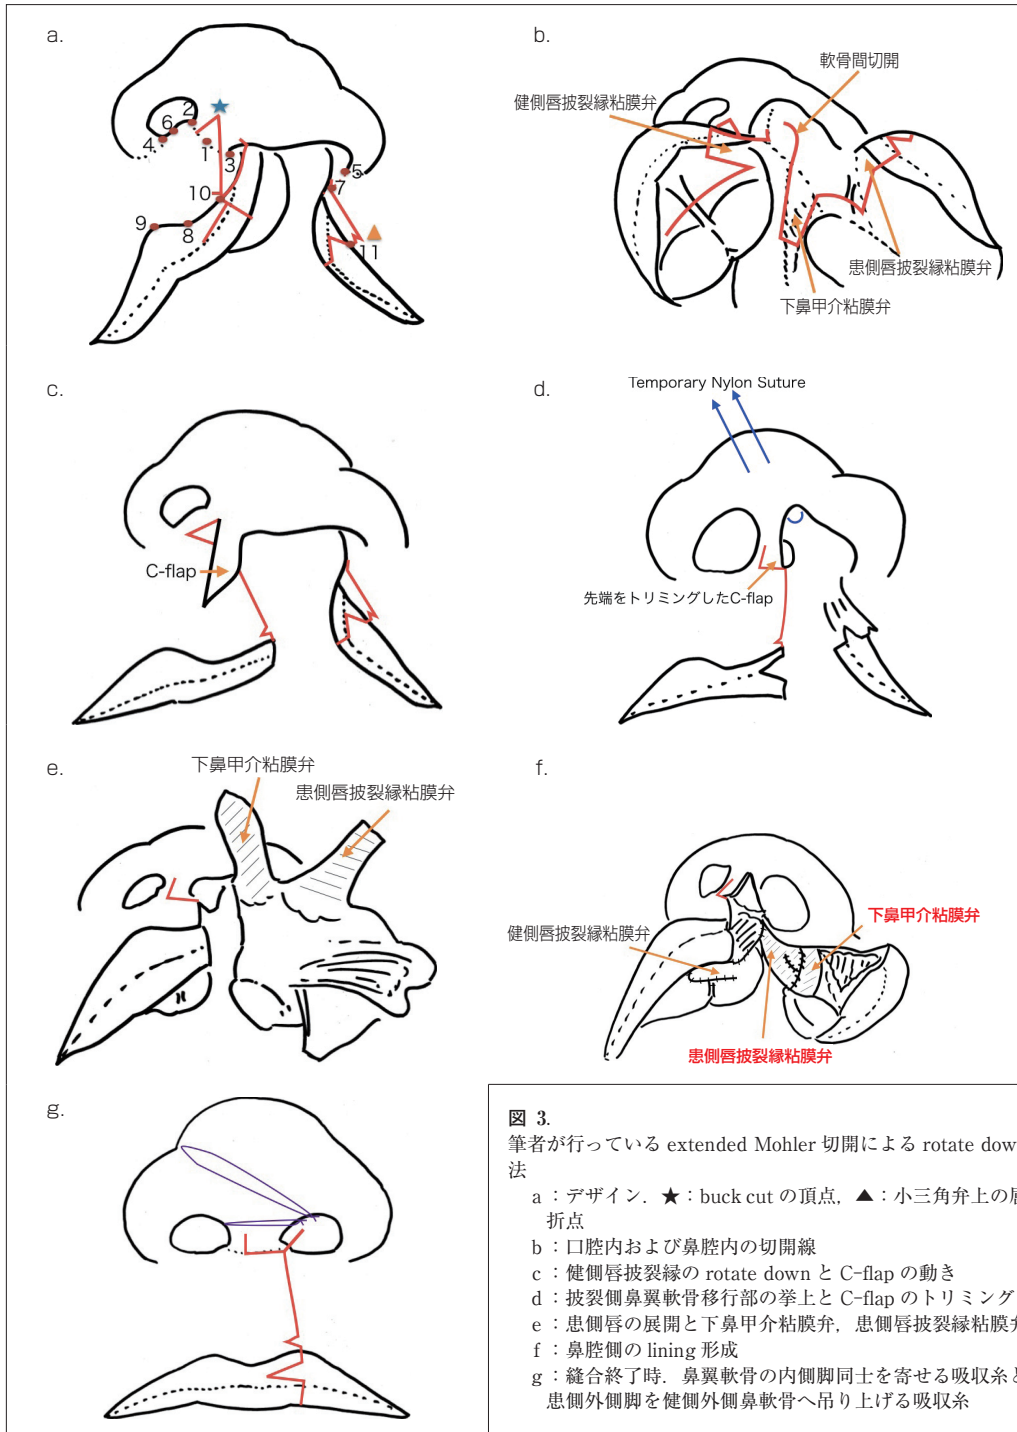 a.
2
6
4
1
3
5
7
10
9
8
11
b.
軟骨間切開
健側唇披裂縁粘膜弁
患側唇披裂縁粘膜弁
下鼻甲介粘膜弁
c.
C-flap
d.
Temporary Nylon Suture
先端をトリミングしたC-flap
e.
下鼻甲介粘膜弁
患側唇披裂縁粘膜弁
f.
下鼻甲介粘膜弁
健側唇披裂縁粘膜弁
患側唇披裂縁粘膜弁
g.
図 3.
筆者が行っている extended Mohler 切開による rotate dow
法
a：デザイン．★：buck cut の頂点，▲：小三角弁上の屈
折点
b：口腔内および鼻腔内の切開線
c：健側唇披裂縁の rotate down と C-flap の動き
d：披裂側鼻翼軟骨移行部の挙上と C-flap のトリミング
e：患側唇の展開と下鼻甲介粘膜弁，患側唇披裂縁粘膜弁
f：鼻腔側の lining 形成
g：縫合終了時．鼻翼軟骨の内側脚同士を寄せる吸収糸と
患側外側脚を健側外側鼻軟骨へ吊り上げる吸収糸